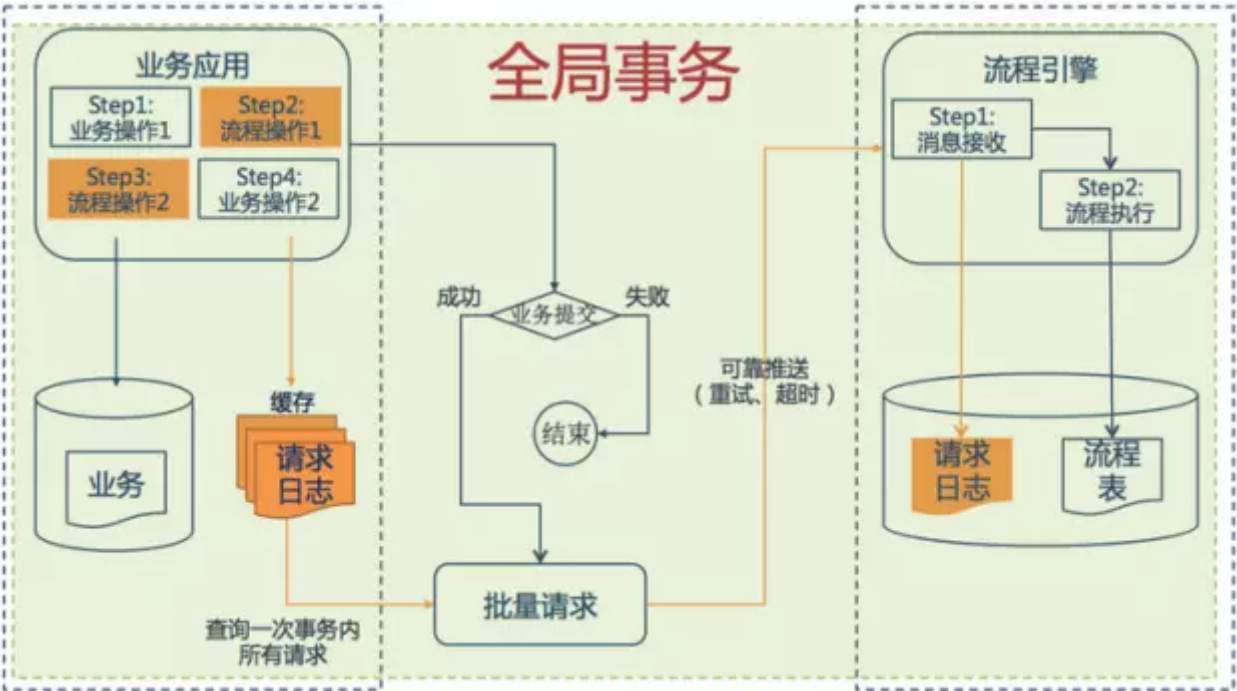 全局事务
业务应用
Step1:
业务操作1
Step2:
流程操作1
Step3:
流程操作2
Step4:
业务操作2
业务
缓存
请求
日志
查询一次事务内
所有请求
成功
业务提交
失败
结束
批量请求
可靠推送
（重试、超时）
流程引擎
Step1:
消息接收
Step2:
流程执行
请求
日志
流程
表